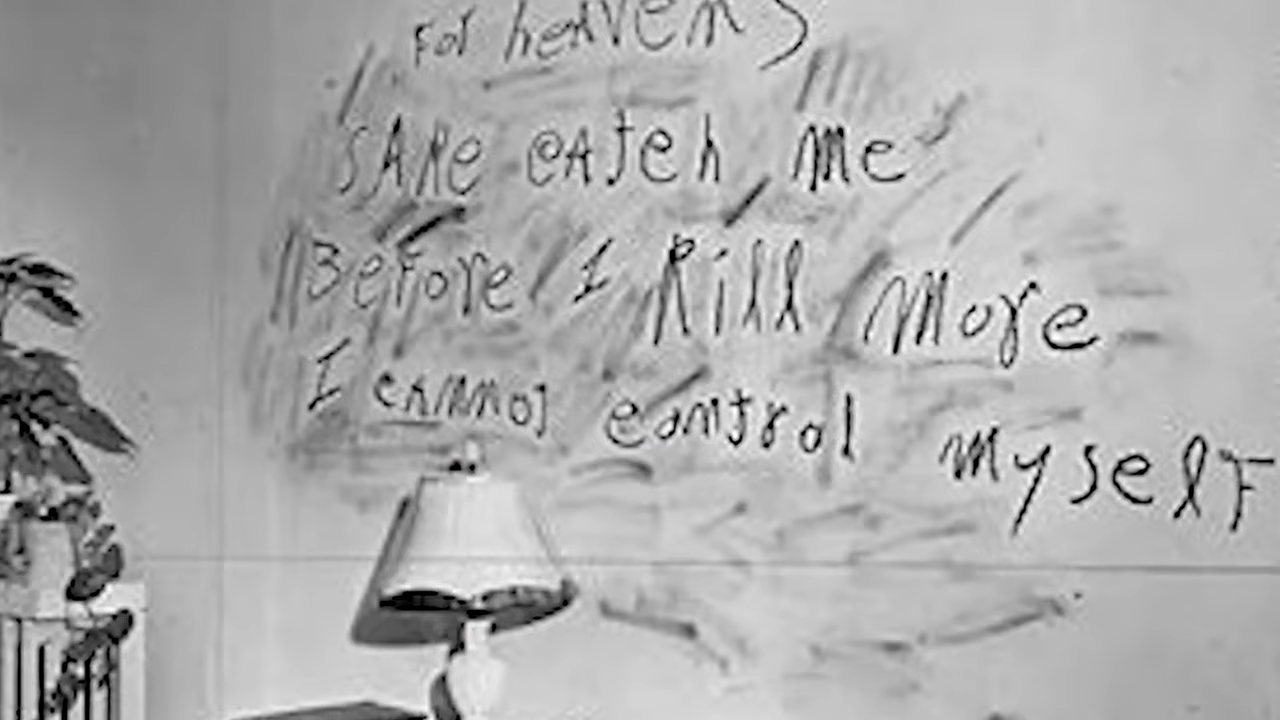 For heavens
SAKe cAtch Me
BeFore I Kill More
I cannot control myselF